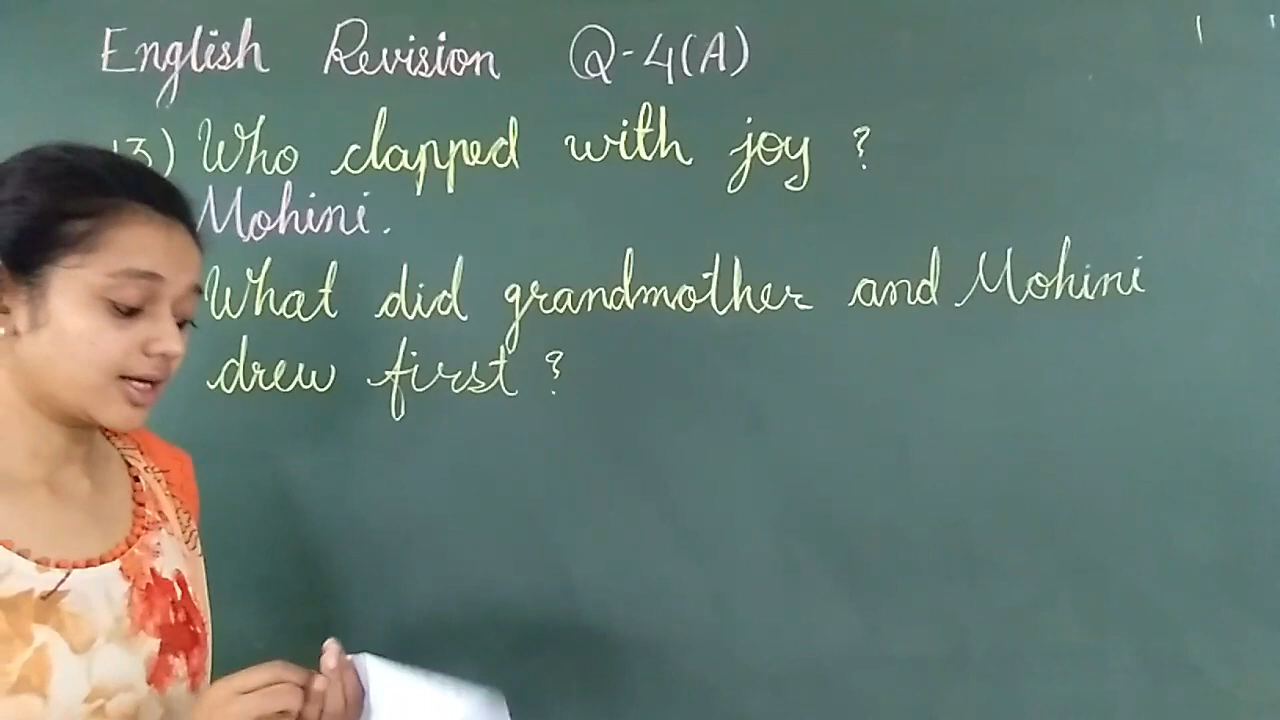 English Revision Q-4(A)
13) Who clapped with joy ?
Mohini.
What did grandmother and Mohini
drew first ?